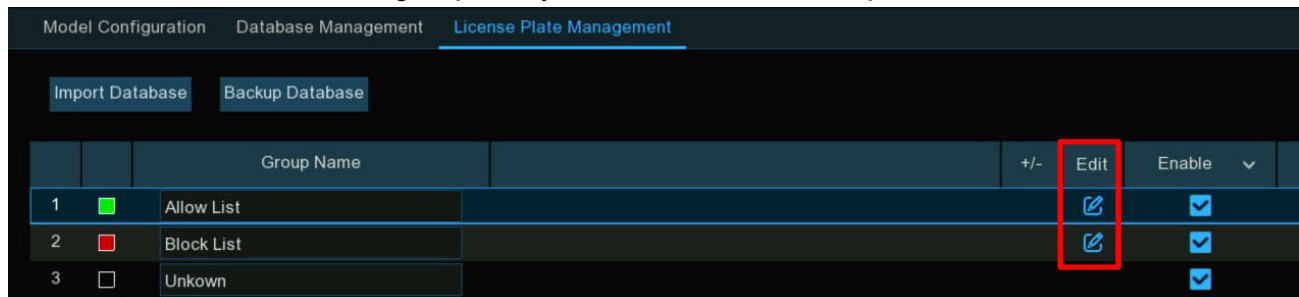 Model Configuration Database Management License Plate Management
Import Database Backup Database
Group Name +/- Edit Enable
1 Allow List
2 Block List
3 Unkown